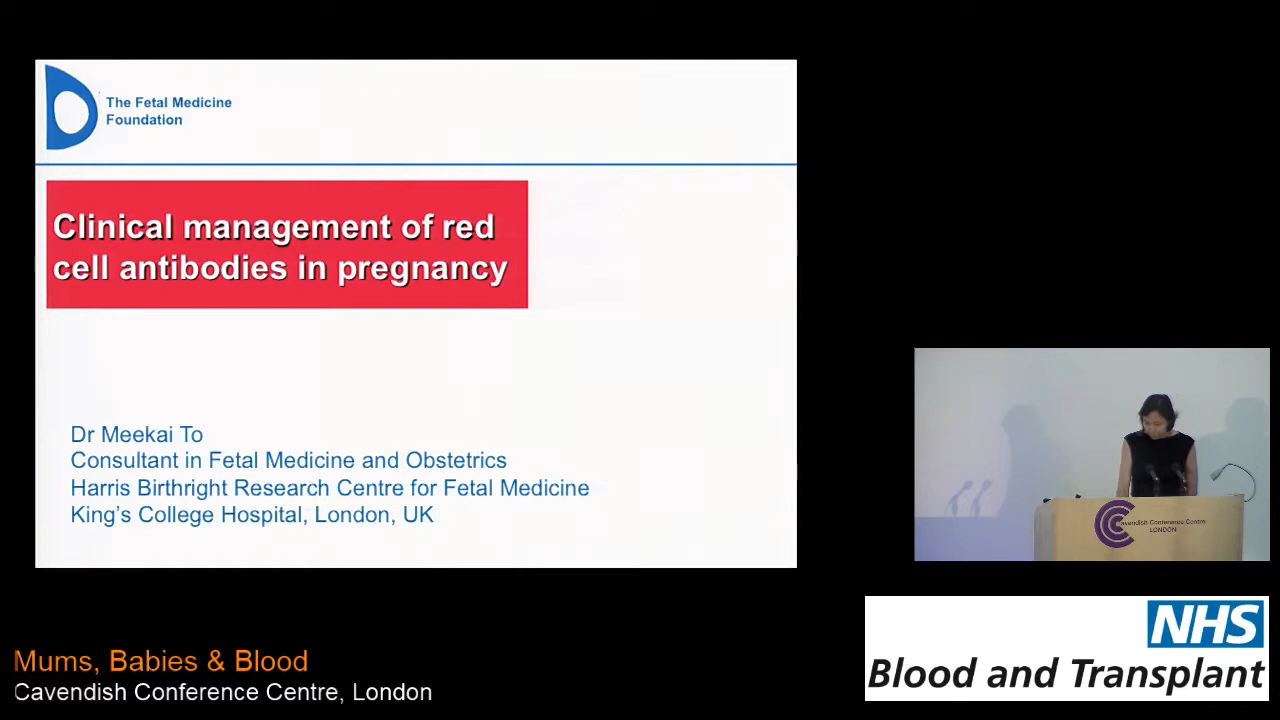 The Fetal Medicine
Foundation
Clinical management of red
cell antibodies in pregnancy
Dr Meekai To
Consultant in Fetal Medicine and Obstetrics
Harris Birthright Research Centre for Fetal Medicine
King's College Hospital, London, UK
avendish Conference Centre
LONDON
NHS
Blood and Transplant
Mums, Babies & Blood
Cavendish Conference Centre, London